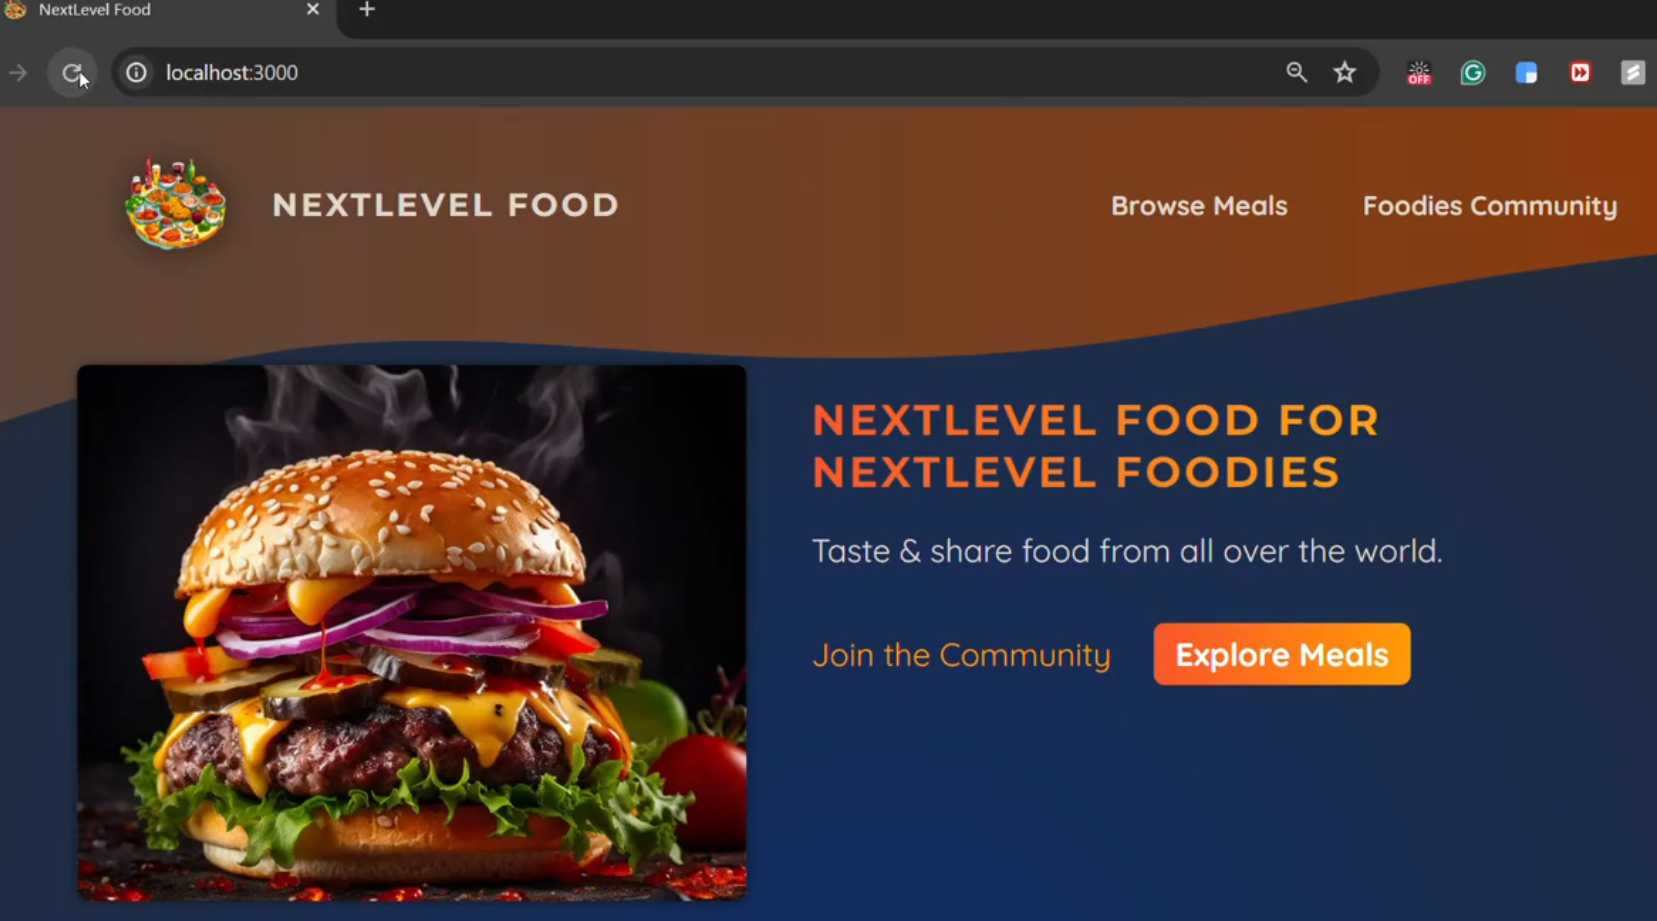 NextLevel Food
localhost:3000
OFF
NEXTLEVEL FOOD
Browse Meals
Foodies Community
NEXTLEVEL FOOD FOR
NEXTLEVEL FOODIES
Taste & share food from all over the world.
Join the Community
Explore Meals